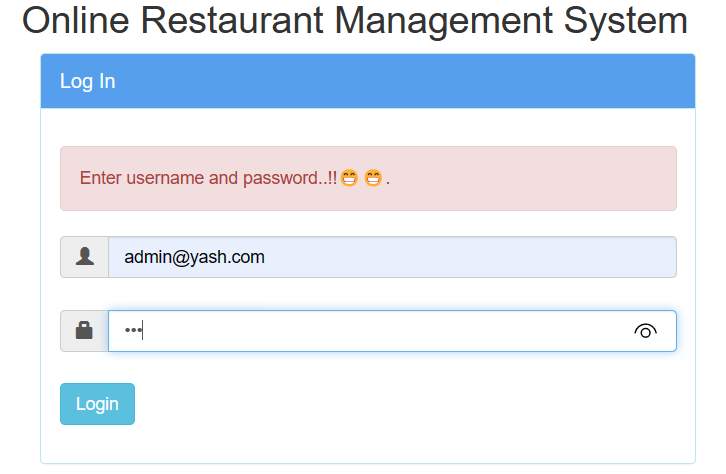 Online Restaurant Management System
Log In
Enter username and password..!!😁 😁 .
admin@yash.com
•••
Login